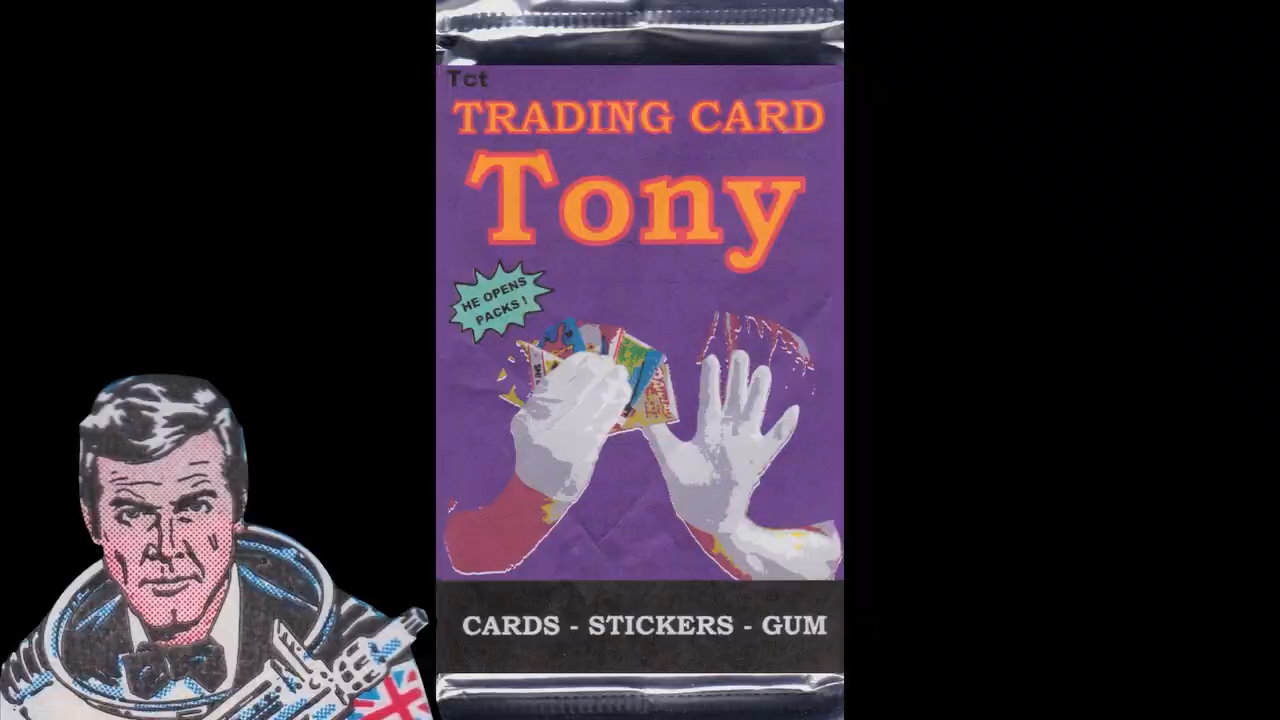 Tct
TRADING CARD
Tony
HE OPENS
PACKS !
CARDS - STICKERS - GUM